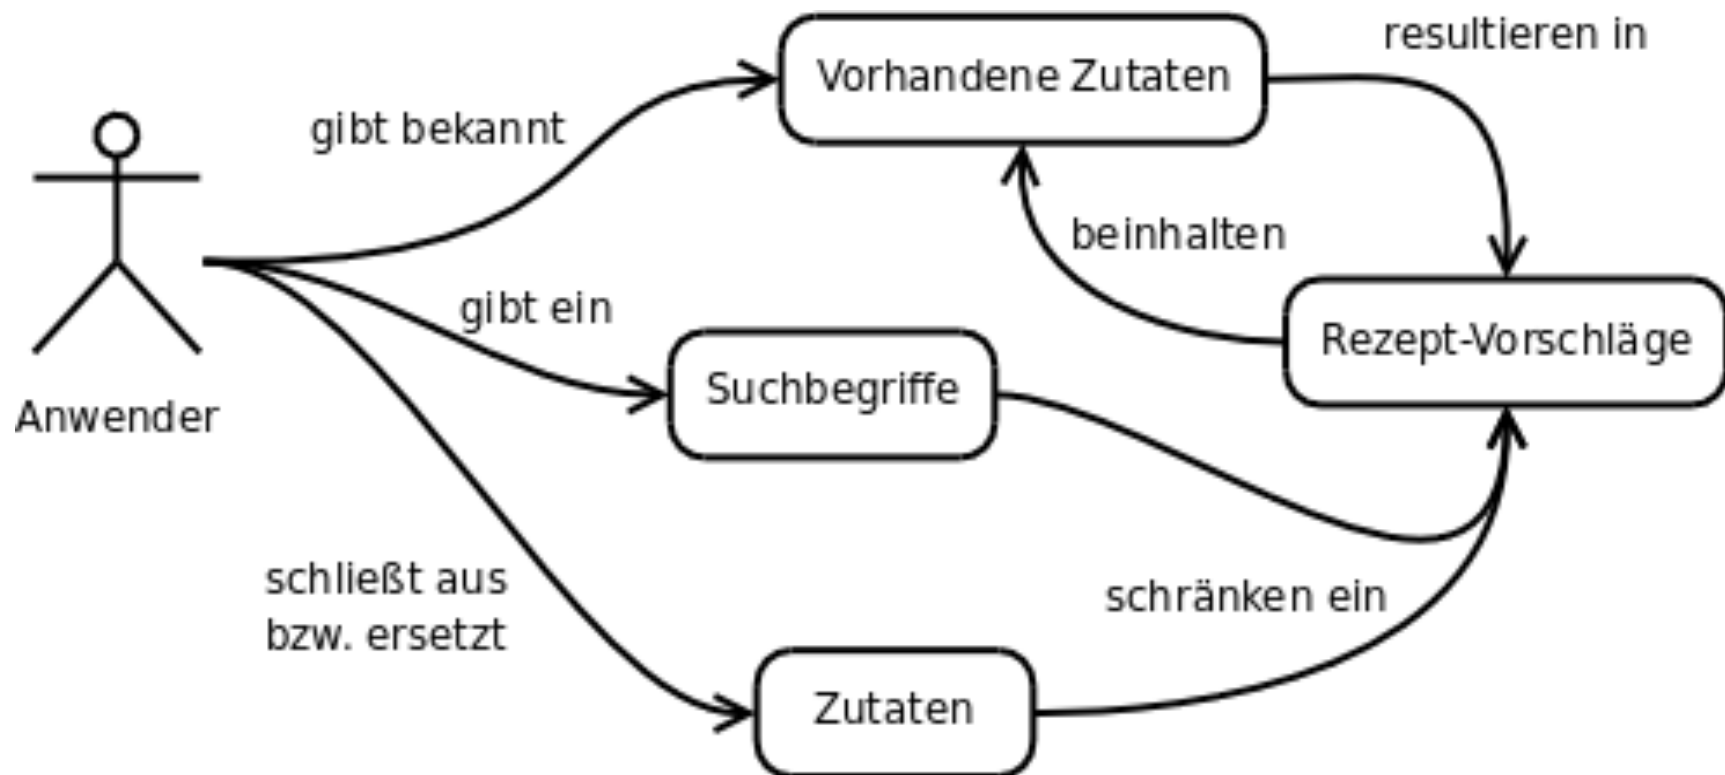 resultieren in
Vorhandene Zutaten
gibt bekannt
beinhalten
gibt ein
Rezept-Vorschläge
Suchbegriffe
Anwender
schließt aus
bzw. ersetzt
schränken ein
Zutaten